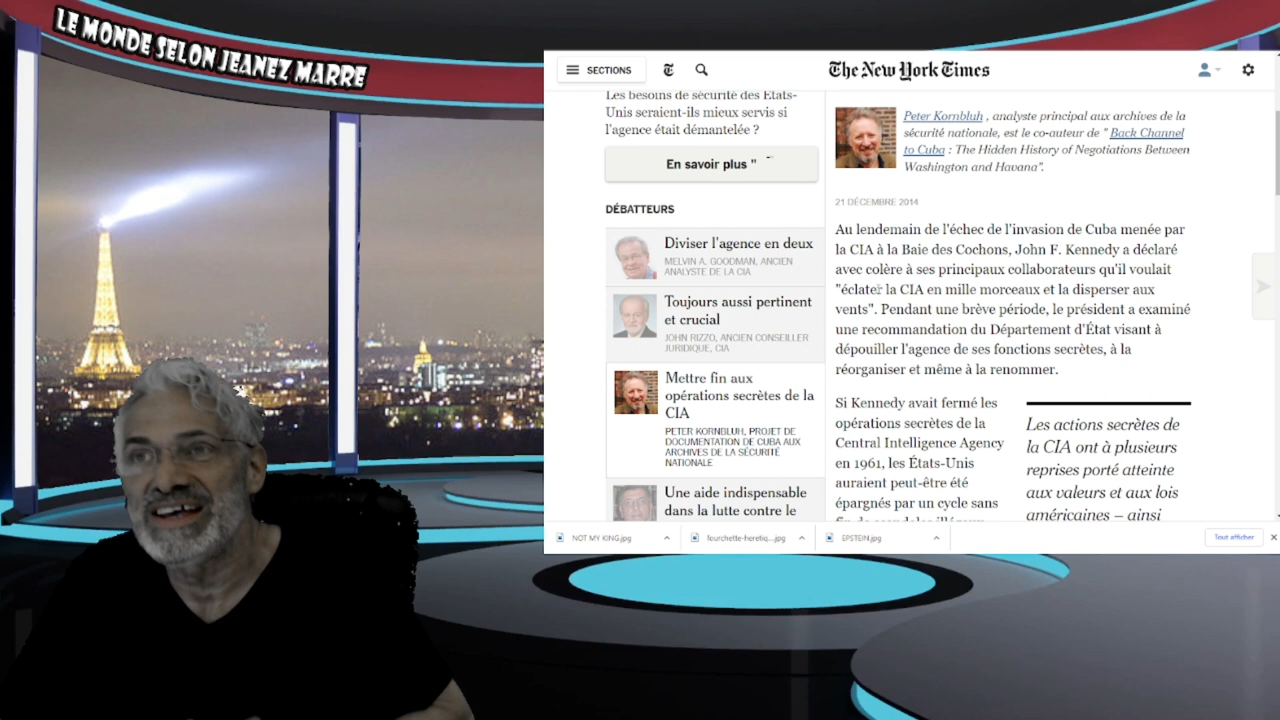 LE MONDE SELON JEANEZ MARRE
SECTIONS
The New York Times
Les besoins de sécurité des États-
Unis seraient-ils mieux servis si
l'agence était démantelée ?
En savoir plus "
DÉBATTEURS
Diviser l'agence en deux
MELVIN A. GOODMAN, ANCIEN
ANALYSTE DE LA CIA
Toujours aussi pertinent
et crucial
JOHN RIZZO, ANCIEN CONSEILLER
JURIDIQUE, CIA
Mettre fin aux
opérations secrètes de la
CIA
PETER KORNBLUH, PROJET DE
DOCUMENTATION DE CUBA AUX
ARCHIVES DE LA SÉCURITÉ
NATIONALE
Une aide indispensable
dans la lutte contre le
Peter Kornbluh , analyste principal aux archives de la
sécurité nationale, est le co-auteur de " Back Channel
to Cuba : The Hidden History of Negotiations Between
Washington and Havana".
21 DÉCEMBRE 2014
Au lendemain de l'échec de l'invasion de Cuba menée par
la CIA à la Baie des Cochons, John F. Kennedy a déclaré
avec colère à ses principaux collaborateurs qu'il voulait
"éclater la CIA en mille morceaux et la disperser aux
vents". Pendant une brève période, le président a examiné
une recommandation du Département d'État visant à
dépouiller l'agence de ses fonctions secrètes, à la
réorganiser et même à la renommer.
Si Kennedy avait fermé les
opérations secrètes de la
Central Intelligence Agency
en 1961, les États-Unis
auraient peut-être été
épargnés par un cycle sans
Les actions secrètes de
la CIA ont à plusieurs
reprises porté atteinte
aux valeurs et aux lois
américaines – ainsi
NOT MY KING.jpg
fourchette-heretiq....jpg
EPSTEIN.jpg
Tout afficher